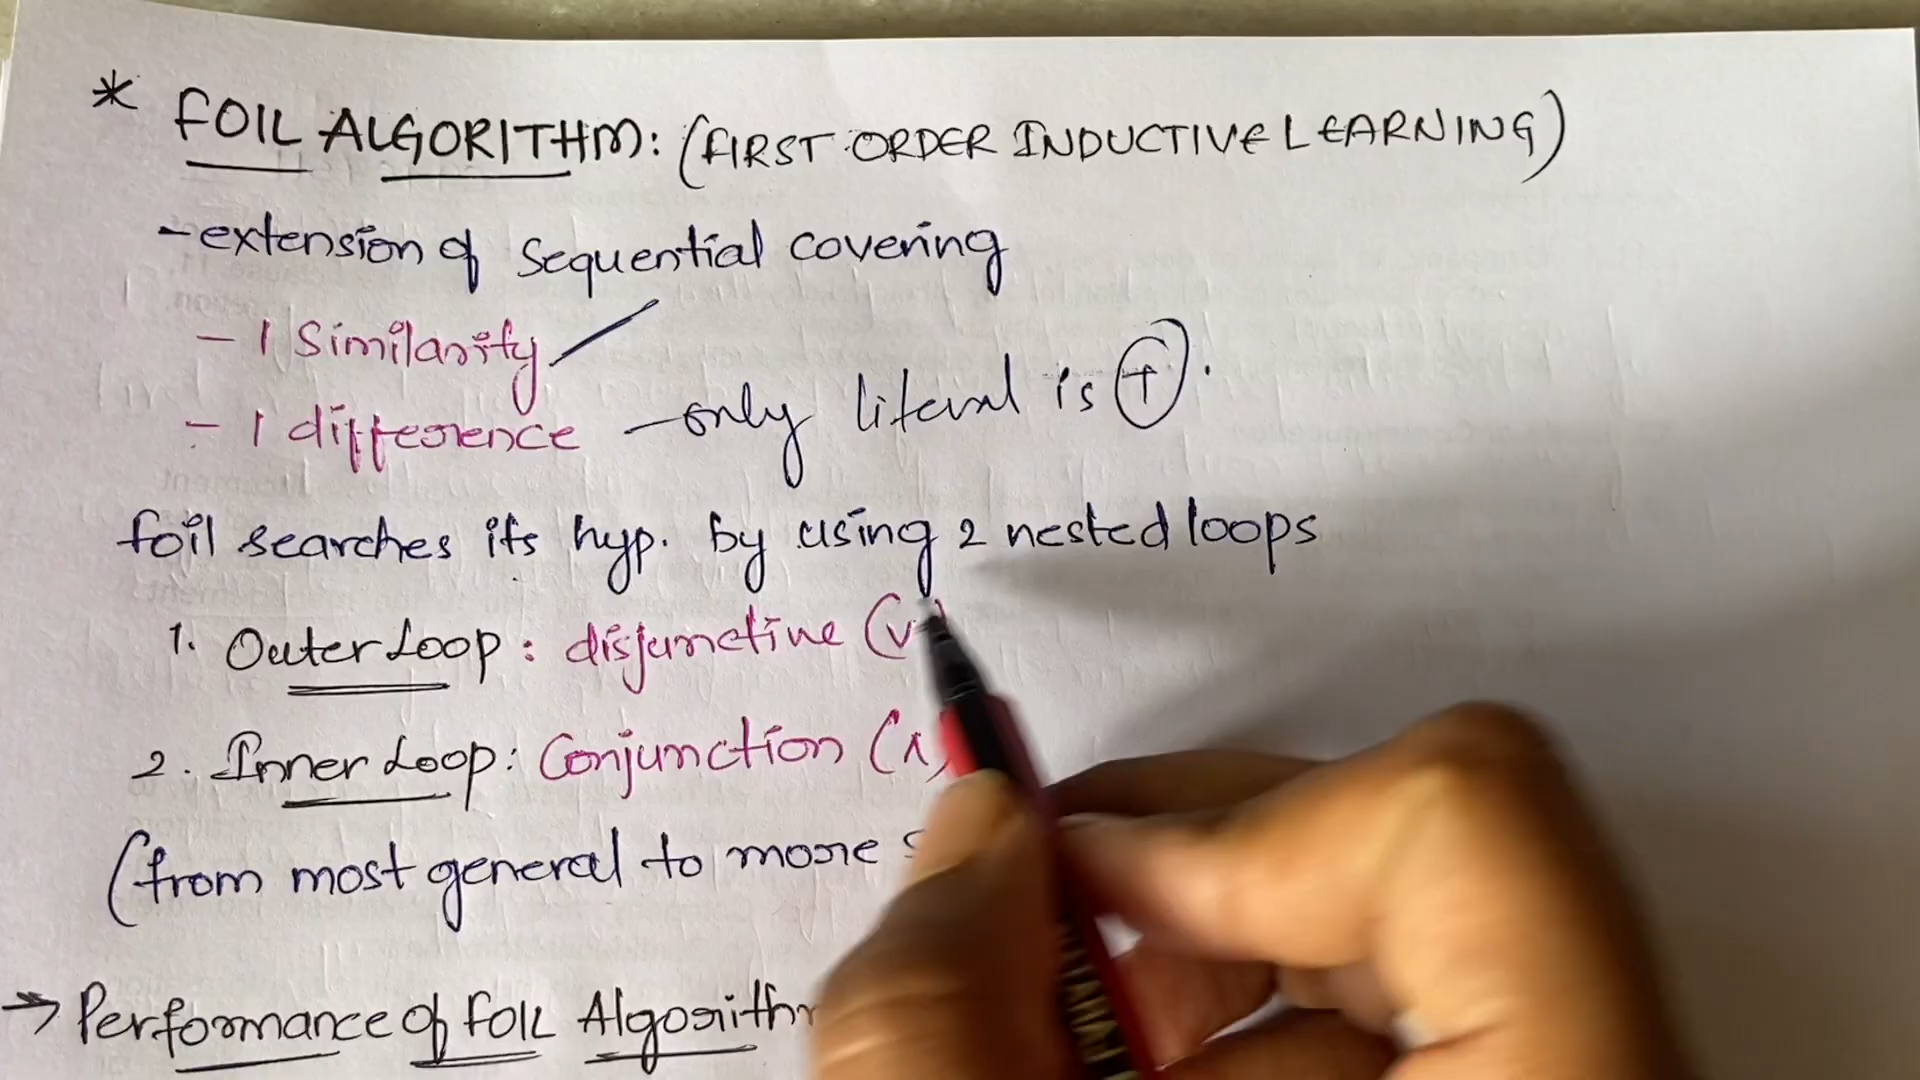 * FOIL ALGORITHM: (FIRST ORDER INDUCTIVE LEARNING)
- extension of sequential covering
- 1 Similarity
- 1 difference - only literal is +.
foil searches its hyp. by using 2 nested loops
1. Outer Loop: disjunctive (v)
2. Inner Loop: Conjunction (∧)
(from most general to more
→ Performance of FOIL Algorithm